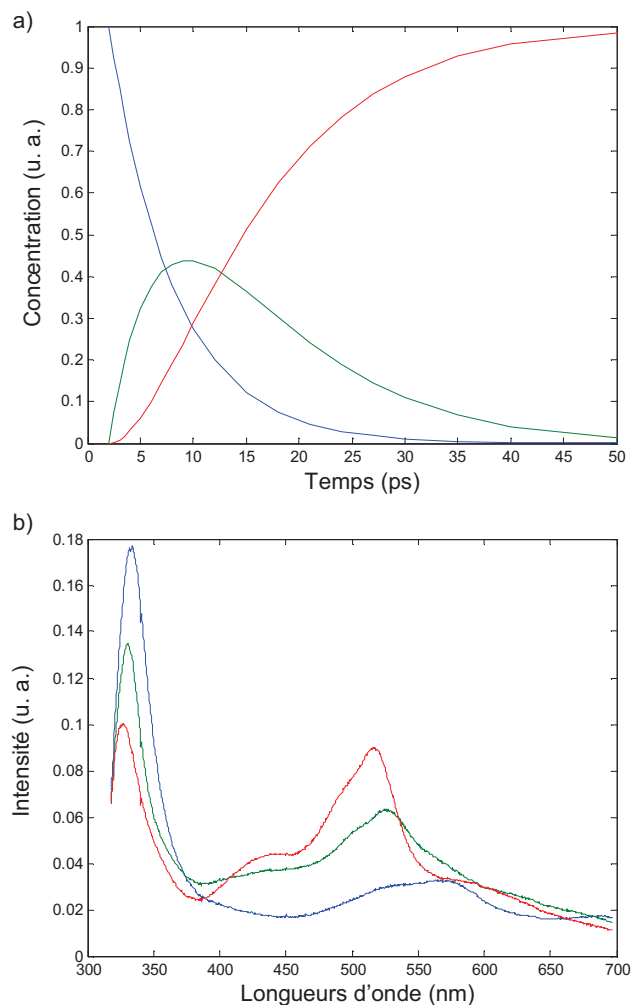 a)
1
0.9
0.8
0.7
0.6
0.5
0.4
0.3
0.2
0.1
0
Concentration (u. a.)
0 5 10 15 20 25 30 35 40 45 50
Temps (ps)
b)
0.18
0.16
0.14
0.12
0.1
0.08
0.06
0.04
0.02
0
Intensité (u. a.)
300 350 400 450 500 550 600 650 700
Longueurs d'onde (nm)